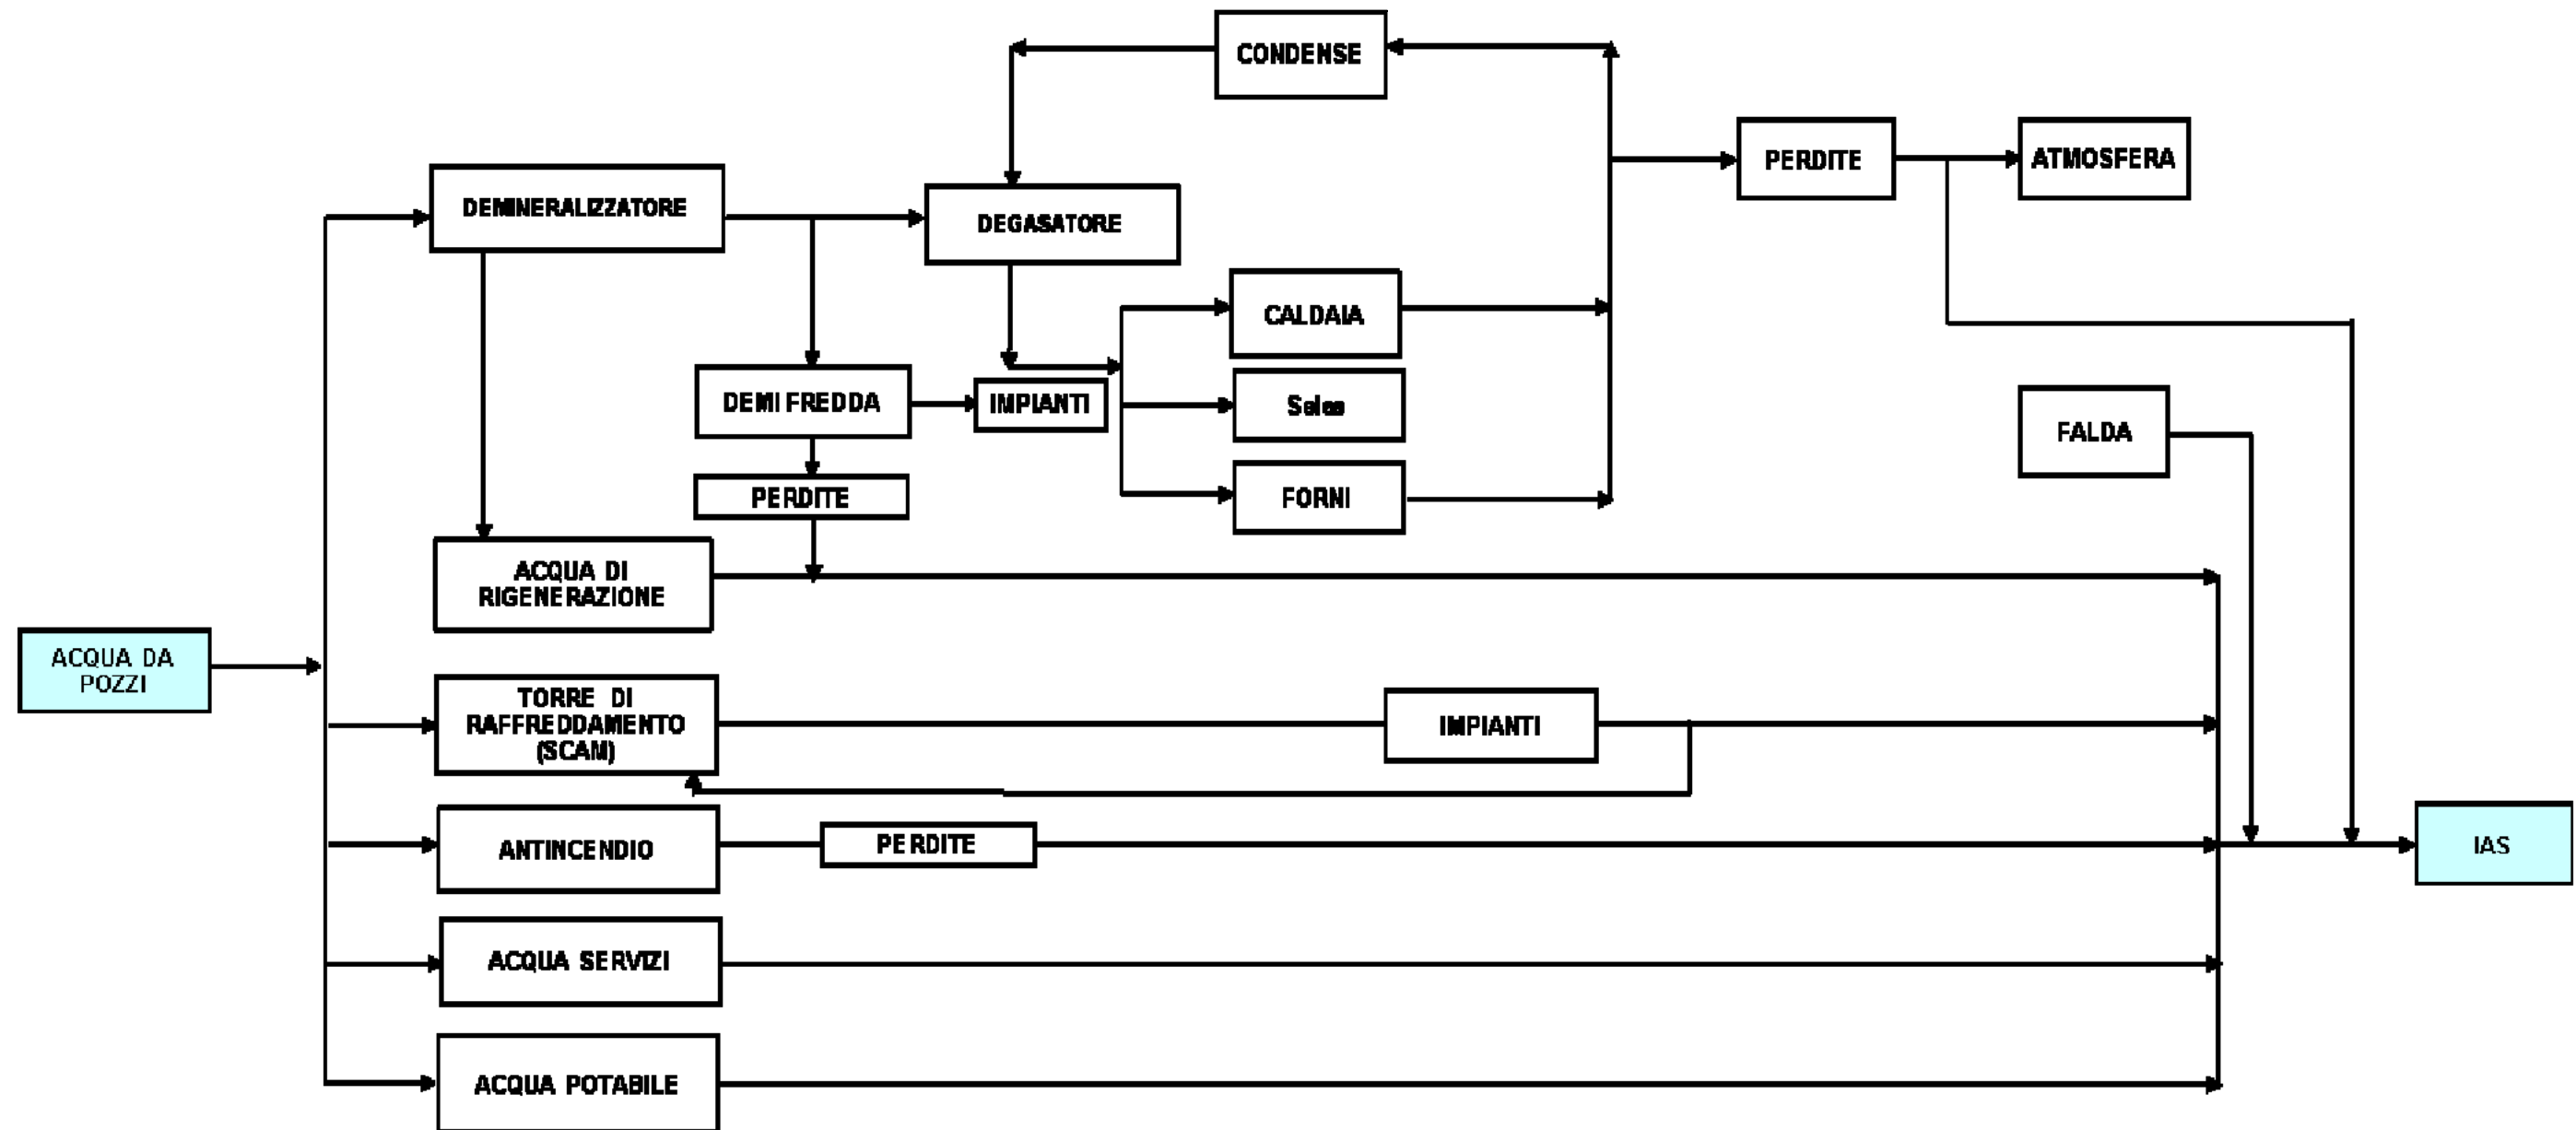 CONDENSE
PERDITE
ATMOSFERA
DEMINERALIZZATORE
DEGASATORE
CALDAIA
DEMI FREDDA
IMPIANTI
FALDA
PERDITE
FORNI
ACQUA DI
RIGENERAZIONE
ACQUA DA
POZZI
TORRE DI
RAFFREDDAMENTO
(SCAM)
IMPIANTI
ANTINCENDIO
PERDITE
IAS
ACQUA SERVIZI
ACQUA POTABILE